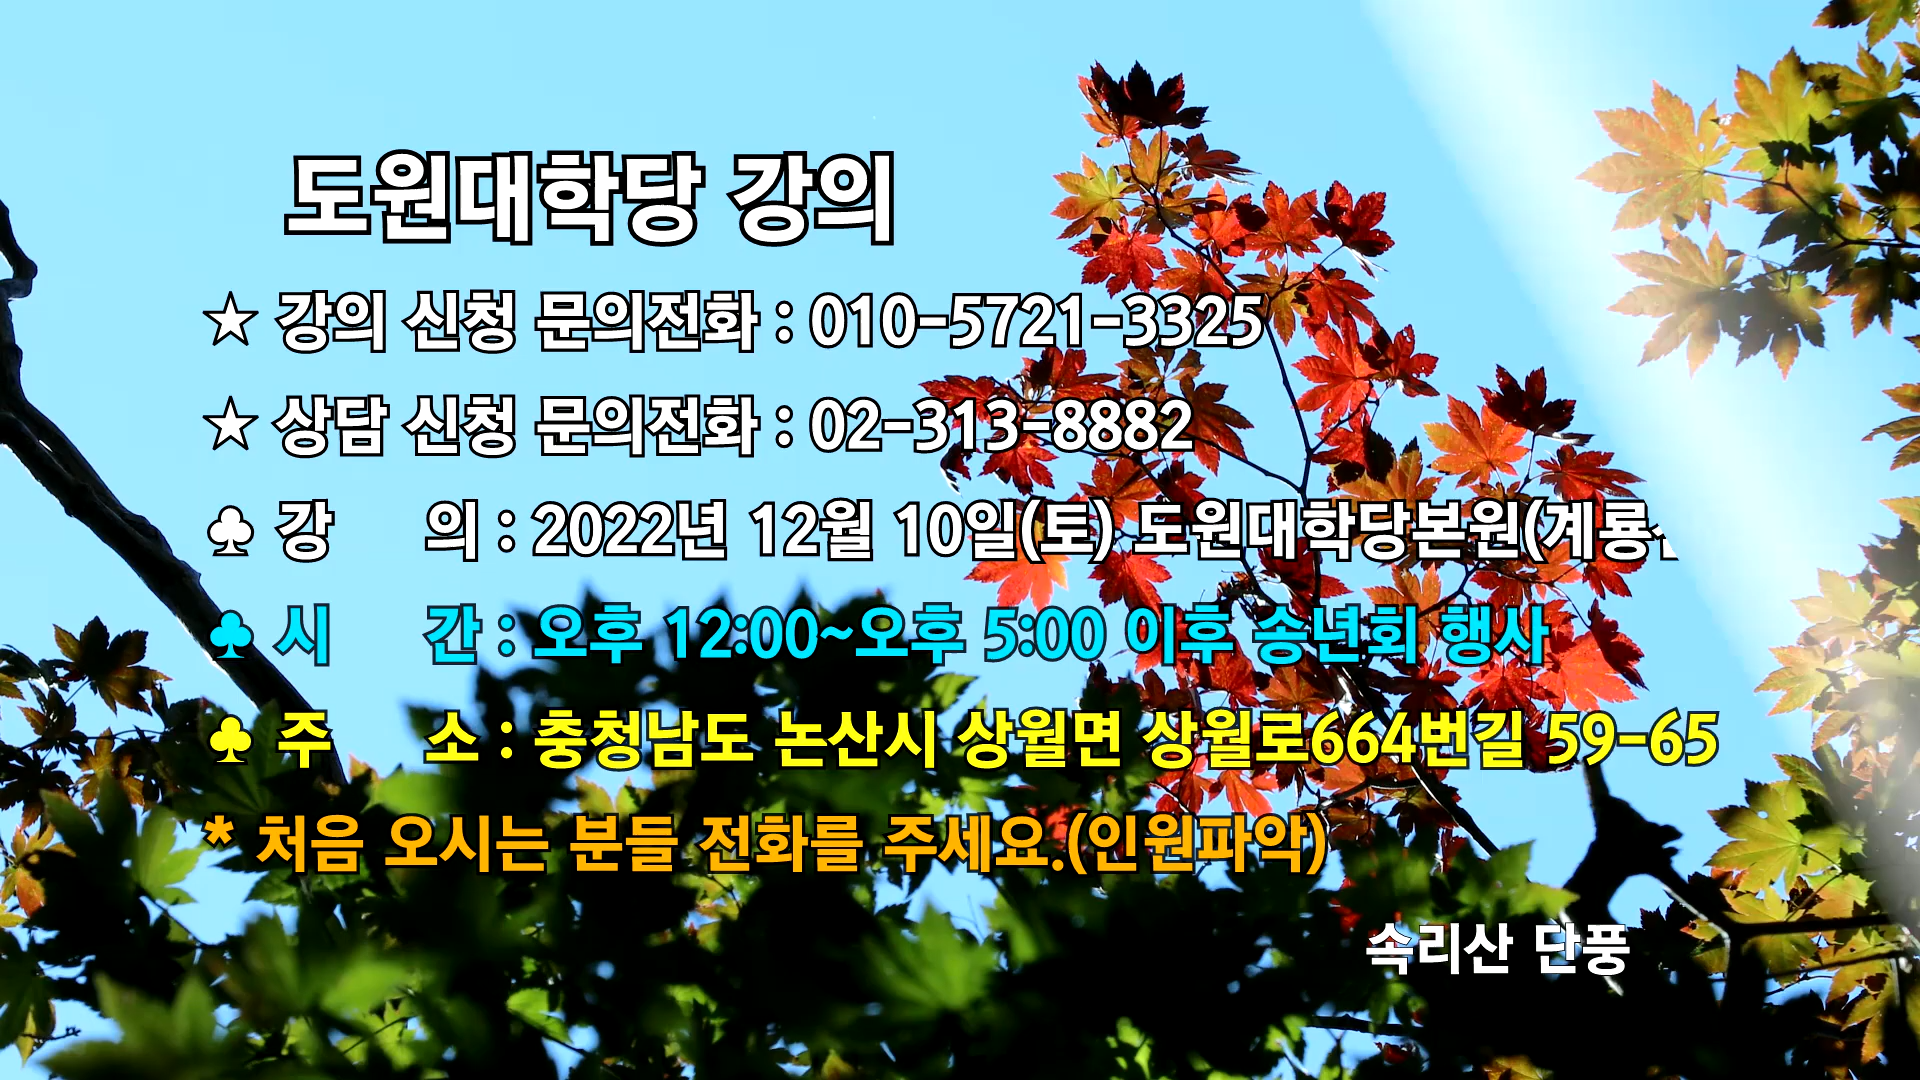 도원대학당 강의
★ 강의 신청 문의전화 : 010-5721-3325
★ 상담 신청 문의전화 : 02-313-8882
♣ 강 의 : 2022년 12월 10일(토) 도원대학당본원(계룡
♣ 시 간 : 오후 12:00~오후 5:00 이후 송년회 행사
♣ 주 소 : 충청남도 논산시 상월면 상월로664번길 59-65
* 처음 오시는 분들 전화를 주세요.(인원파악)
속리산 단풍